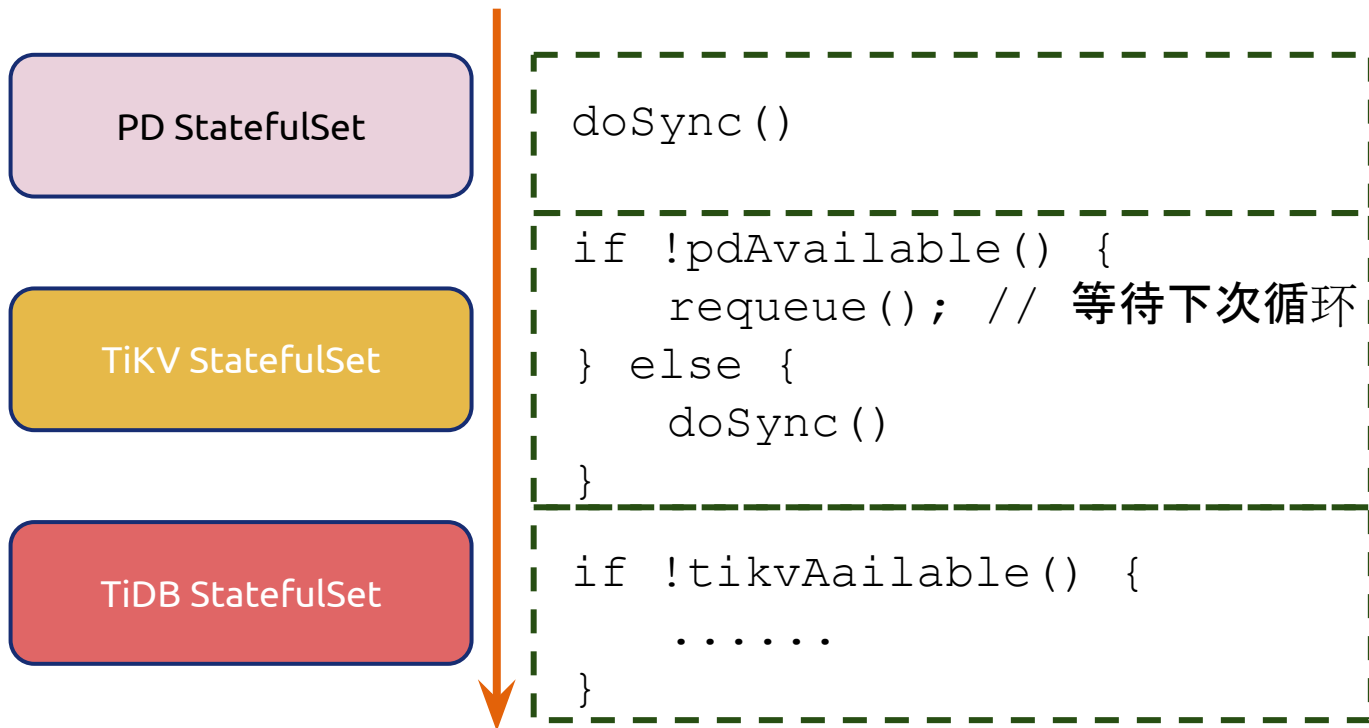 PD StatefulSet
doSync()
TiKV StatefulSet
if !pdAvailable() {
requeue(); // 等待下次循环
} else {
doSync()
}
TiDB StatefulSet
if !tikvAailable() {
......
}